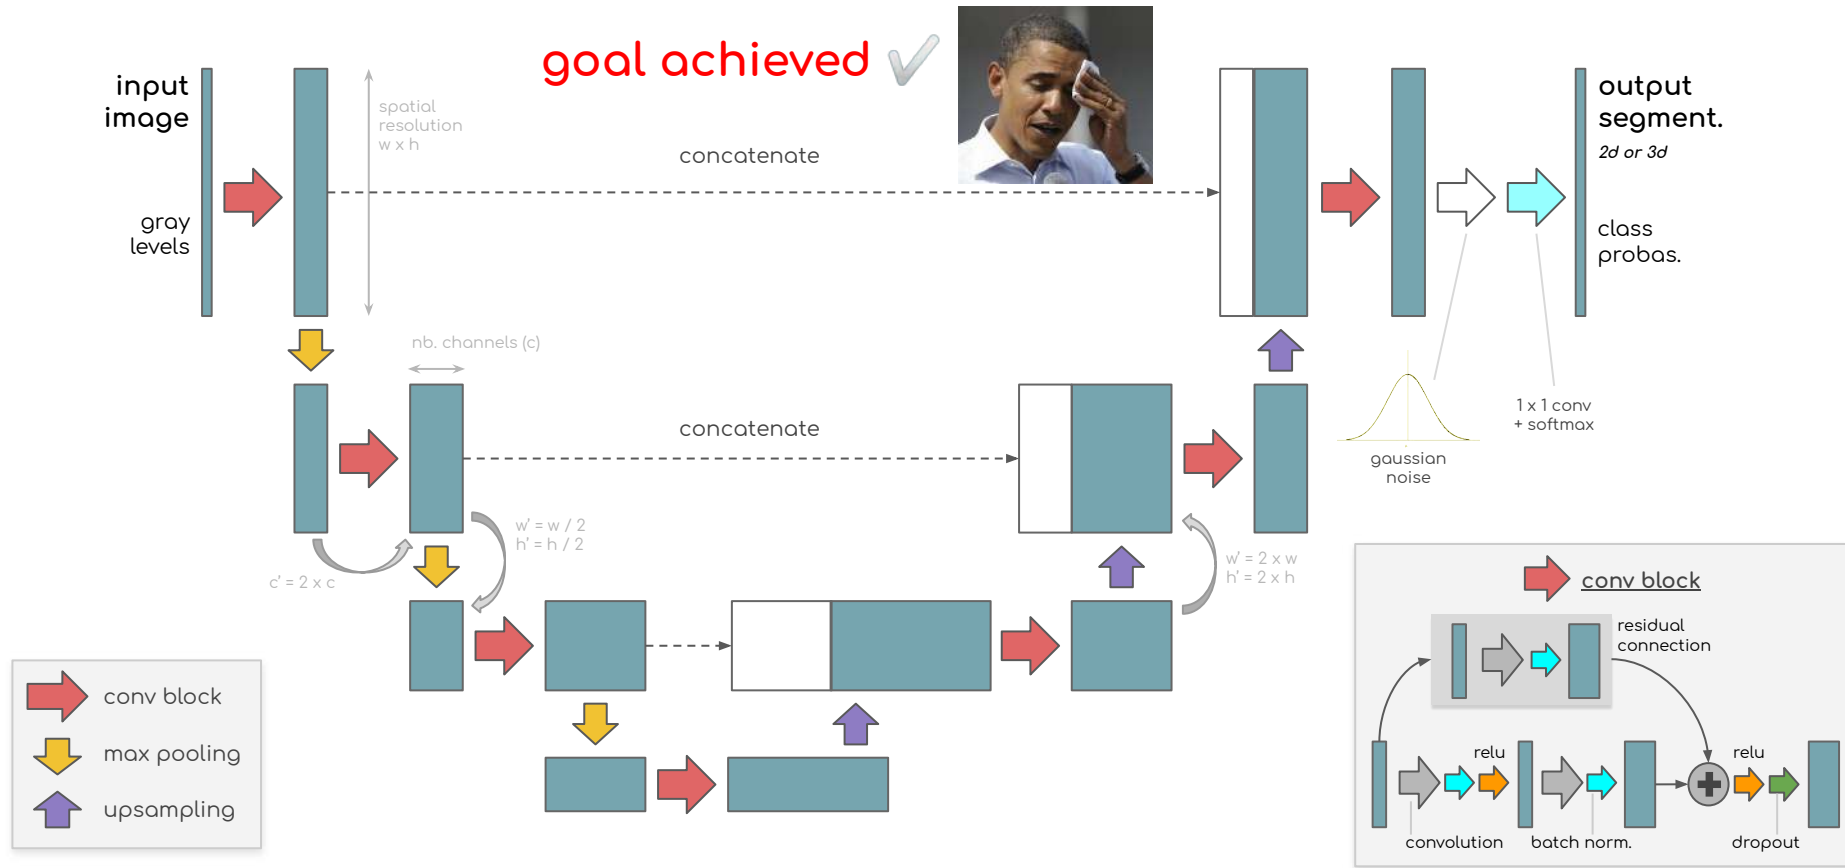 goal achieved
input
image
gray
levels
spatial
resolution
w x h
concatenate
output
segment.
2d or 3d
class
probas.
nb. channels (c)
concatenate
1 x 1 conv
+ softmax
gaussian
noise
w' = w / 2
h' = h / 2
c' = 2 x c
w' = 2 x w
h' = 2 x h
conv block
max pooling
upsampling
conv block
residual
connection
relu
relu
convolution
batch norm.
dropout